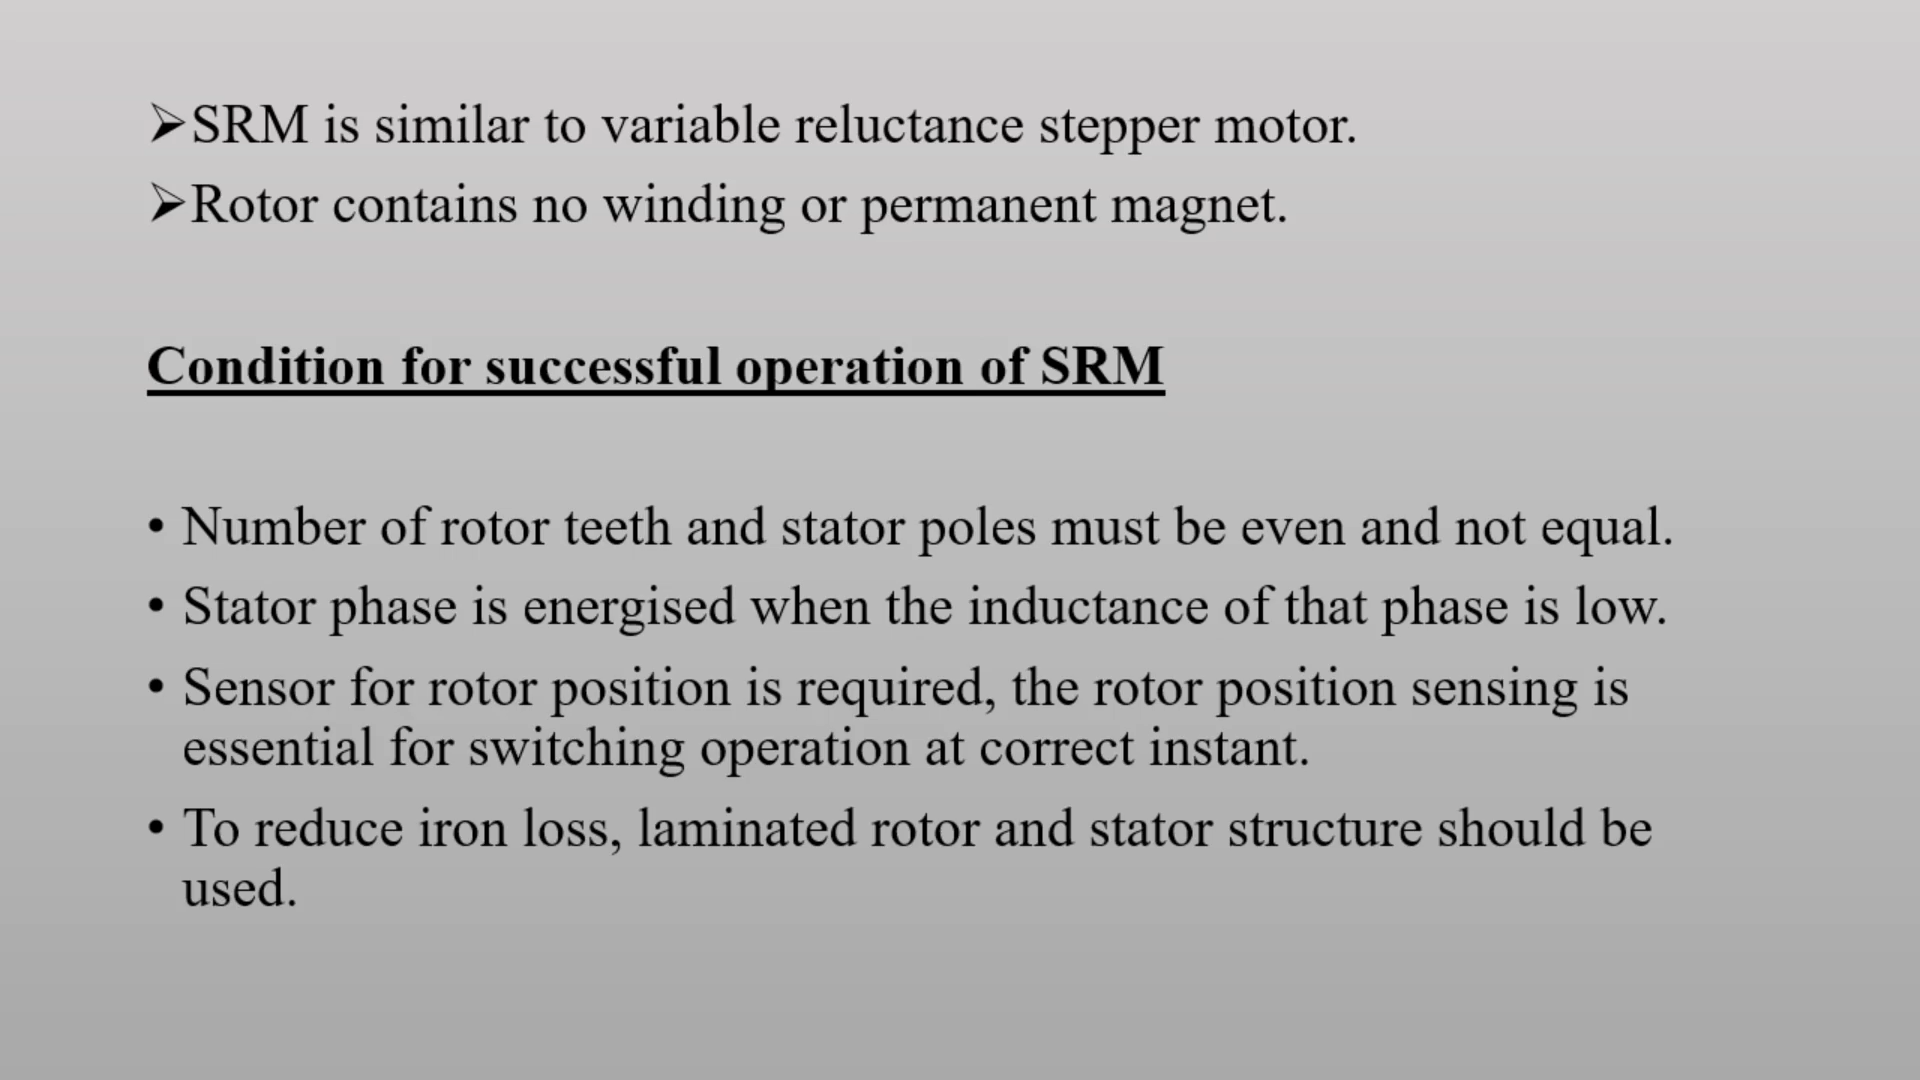 ➢SRM is similar to variable reluctance stepper motor.
➢Rotor contains no winding or permanent magnet.
Condition for successful operation of SRM
• Number of rotor teeth and stator poles must be even and not equal.
• Stator phase is energised when the inductance of that phase is low.
• Sensor for rotor position is required, the rotor position sensing is
essential for switching operation at correct instant.
• To reduce iron loss, laminated rotor and stator structure should be
used.